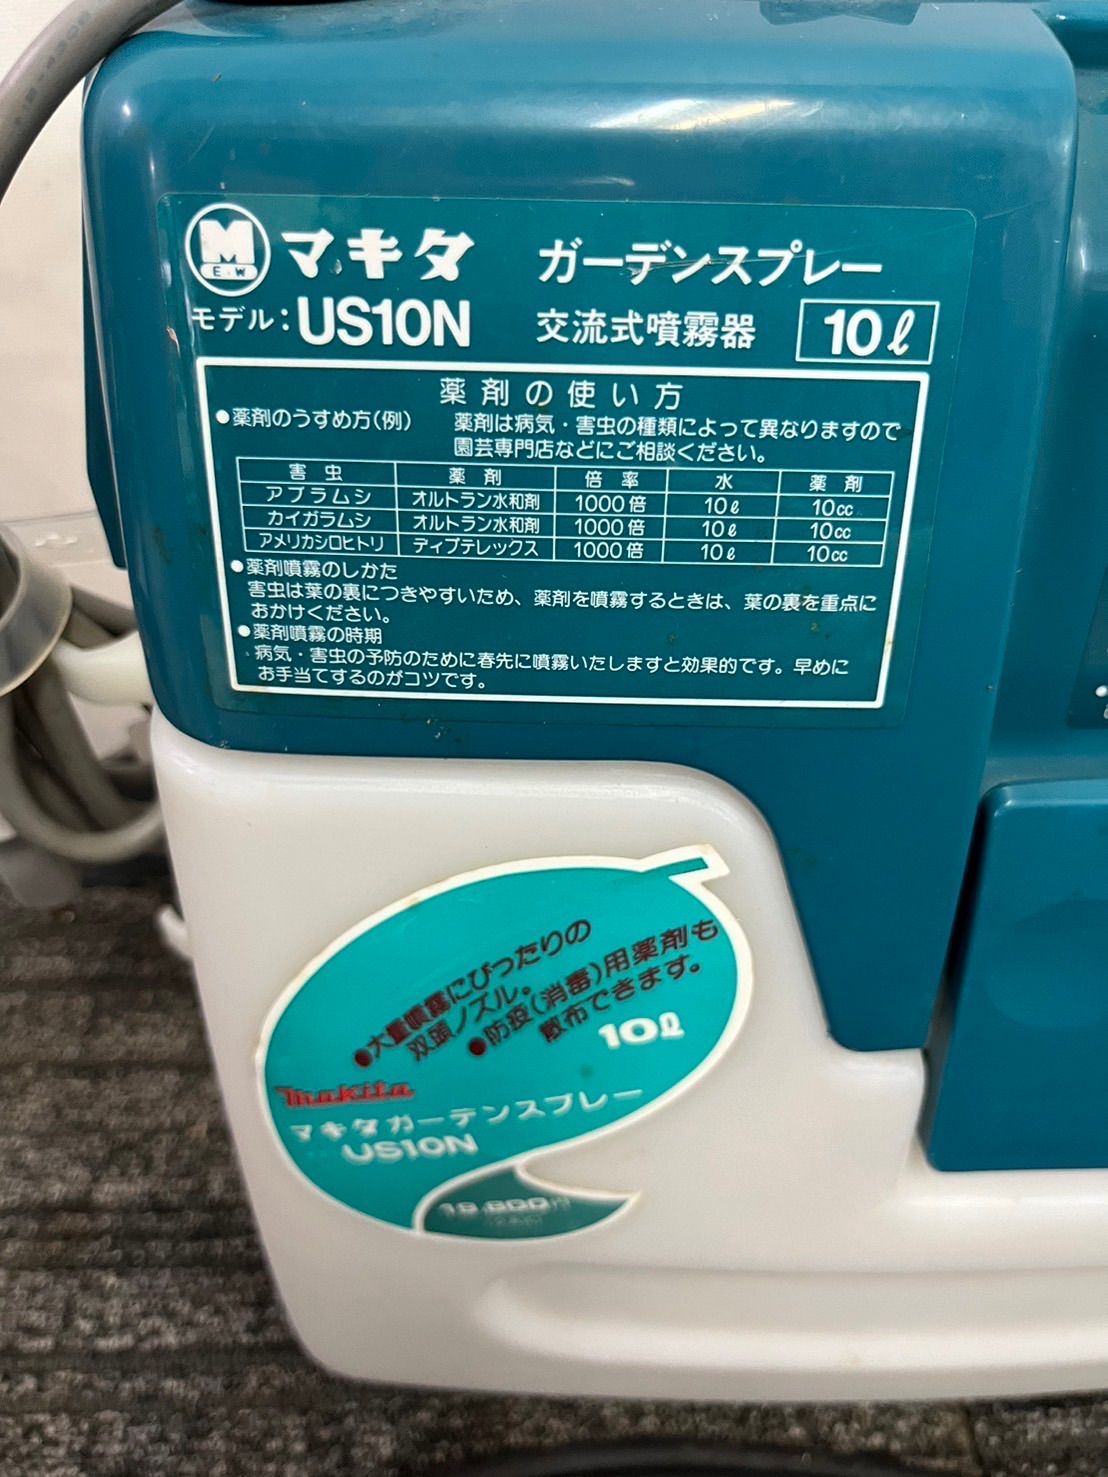 M
E.W
マキタ ガーデンスプレー
モデル:US10N 交流式噴霧器 10ℓ
薬剤の使い方
●薬剤のうすめ方(例) 薬剤は病気・害虫の種類によって異なりますので
園芸専門店などにご相談ください。
害虫 薬剤 倍率 水 薬剤
アブラムシ オルトラン水和剤 1000倍 10ℓ 10cc
カイガラムシ オルトラン水和剤 1000倍 10ℓ 10cc
アメリカシロヒトリ ディプテレックス 1000倍 10ℓ 10cc
●薬剤噴霧のしかた
害虫は葉の裏につきやすいため、薬剤を噴霧するときは、葉の裏を重点に
おかけください。
●薬剤噴霧の時期
病気・害虫の予防のために春先に噴霧いたしますと効果的です。早めに
お手当てするのがコツです。
●大量噴霧にぴったりの
双頭ノズル。
●防疫(消毒)用薬剤も
散布できます。
10ℓ
Makita
マキタガーデンスプレー
US10N